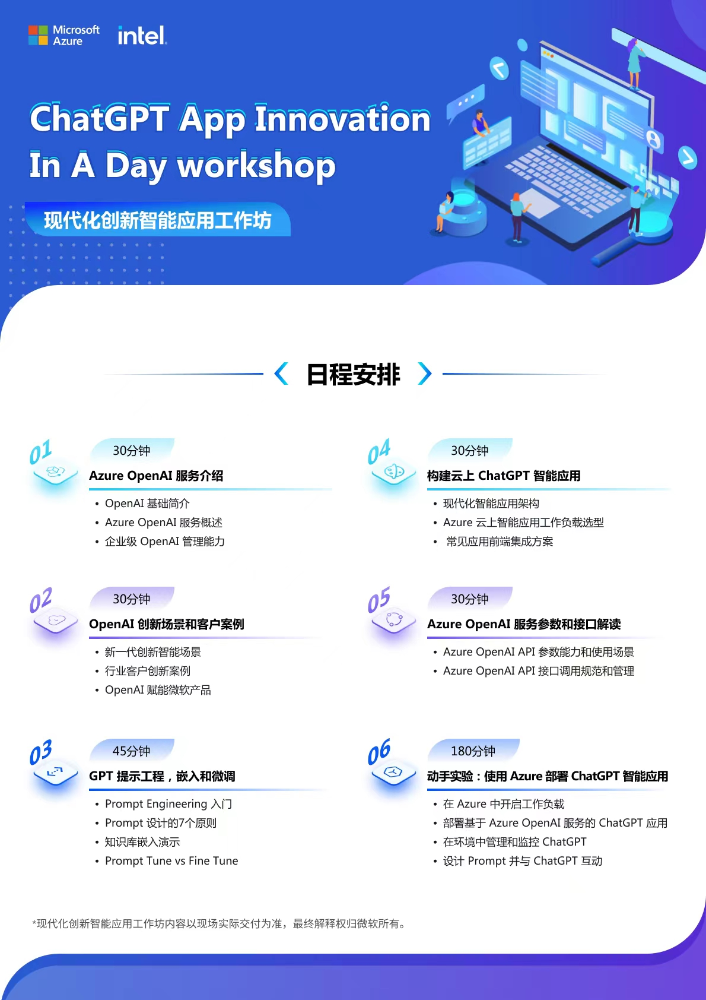 Microsoft
Azure
intel.
ChatGPT App Innovation
In A Day workshop
现代化创新智能应用工作坊
日程安排
01
30分钟
Azure OpenAI 服务介绍
• OpenAI 基础简介
• Azure OpenAI 服务概述
• 企业级 OpenAI 管理能力
02
30分钟
OpenAI 创新场景和客户案例
• 新一代创新智能场景
• 行业客户创新案例
• OpenAI 赋能微软产品
03
45分钟
GPT 提示工程，嵌入和微调
• Prompt Engineering 入门
• Prompt 设计的7个原则
• 知识库嵌入演示
• Prompt Tune vs Fine Tune
04
30分钟
构建云上 ChatGPT 智能应用
• 现代化智能应用架构
• Azure 云上智能应用工作负载选型
• 常见应用前端集成方案
05
30分钟
Azure OpenAI 服务参数和接口解读
• Azure OpenAI API 参数能力和使用场景
• Azure OpenAI API 接口调用规范和管理
06
180分钟
动手实验：使用 Azure 部署 ChatGPT 智能应用
• 在 Azure 中开启工作负载
• 部署基于 Azure OpenAI 服务的 ChatGPT 应用
• 在环境中管理和监控 ChatGPT
• 设计 Prompt 并与 ChatGPT 互动
*现代化创新智能应用工作坊内容以现场实际交付为准，最终解释权归微软所有。